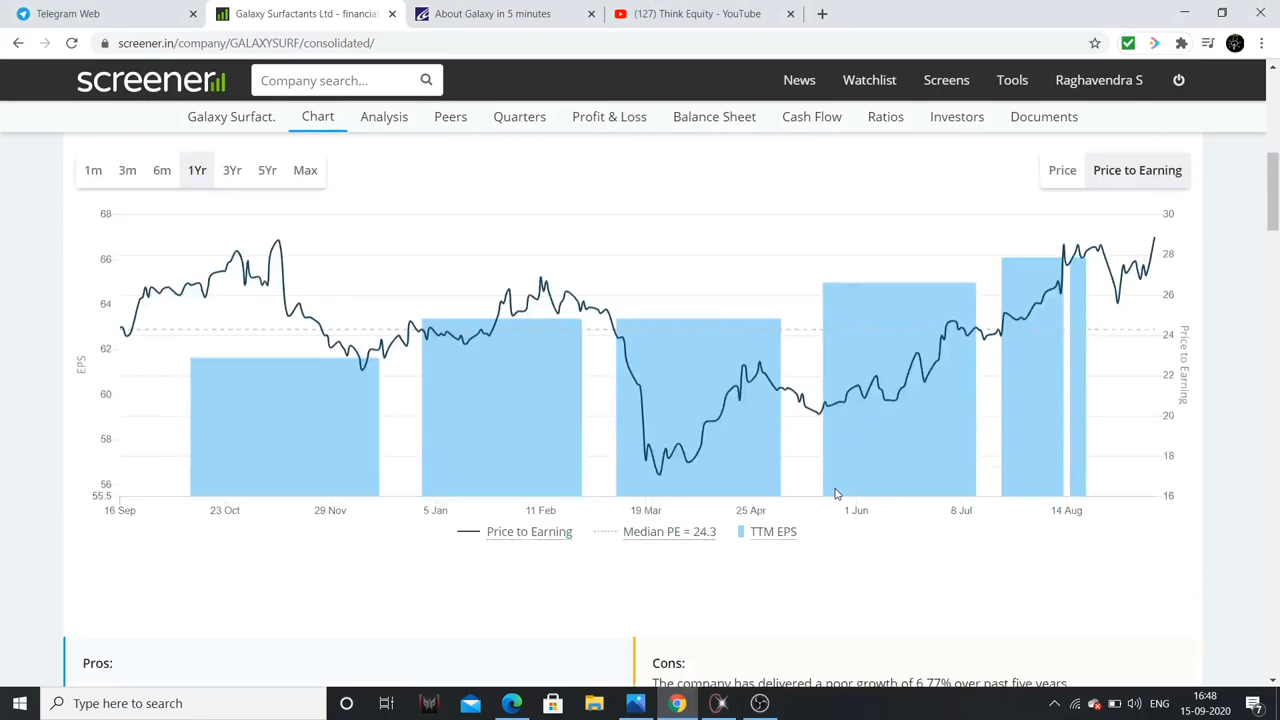 Telegram Web
Galaxy Surfactants Ltd - financial
About Galaxy in 5 minutes
(127) Think Equity - YouTube
screener.in/company/GALAXYSURF/consolidated/
screener
Company search...
News
Watchlist
Screens
Tools
Raghavendra S
Galaxy Surfact.
Chart
Analysis
Peers
Quarters
Profit & Loss
Balance Sheet
Cash Flow
Ratios
Investors
Documents
1m
3m
6m
1Yr
3Yr
5Yr
Max
Price
Price to Earning
68
66
64
62
60
58
56
55.5
EPS
30
28
26
24
22
20
18
16
Price to Earning
16 Sep
23 Oct
29 Nov
5 Jan
11 Feb
19 Mar
25 Apr
1 Jun
8 Jul
14 Aug
Price to Earning
Median PE = 24.3
TTM EPS
Pros:
Cons:
The company has delivered a poor growth of 6.77% over past five years
Type here to search
ENG
16:48
15-09-2020
7